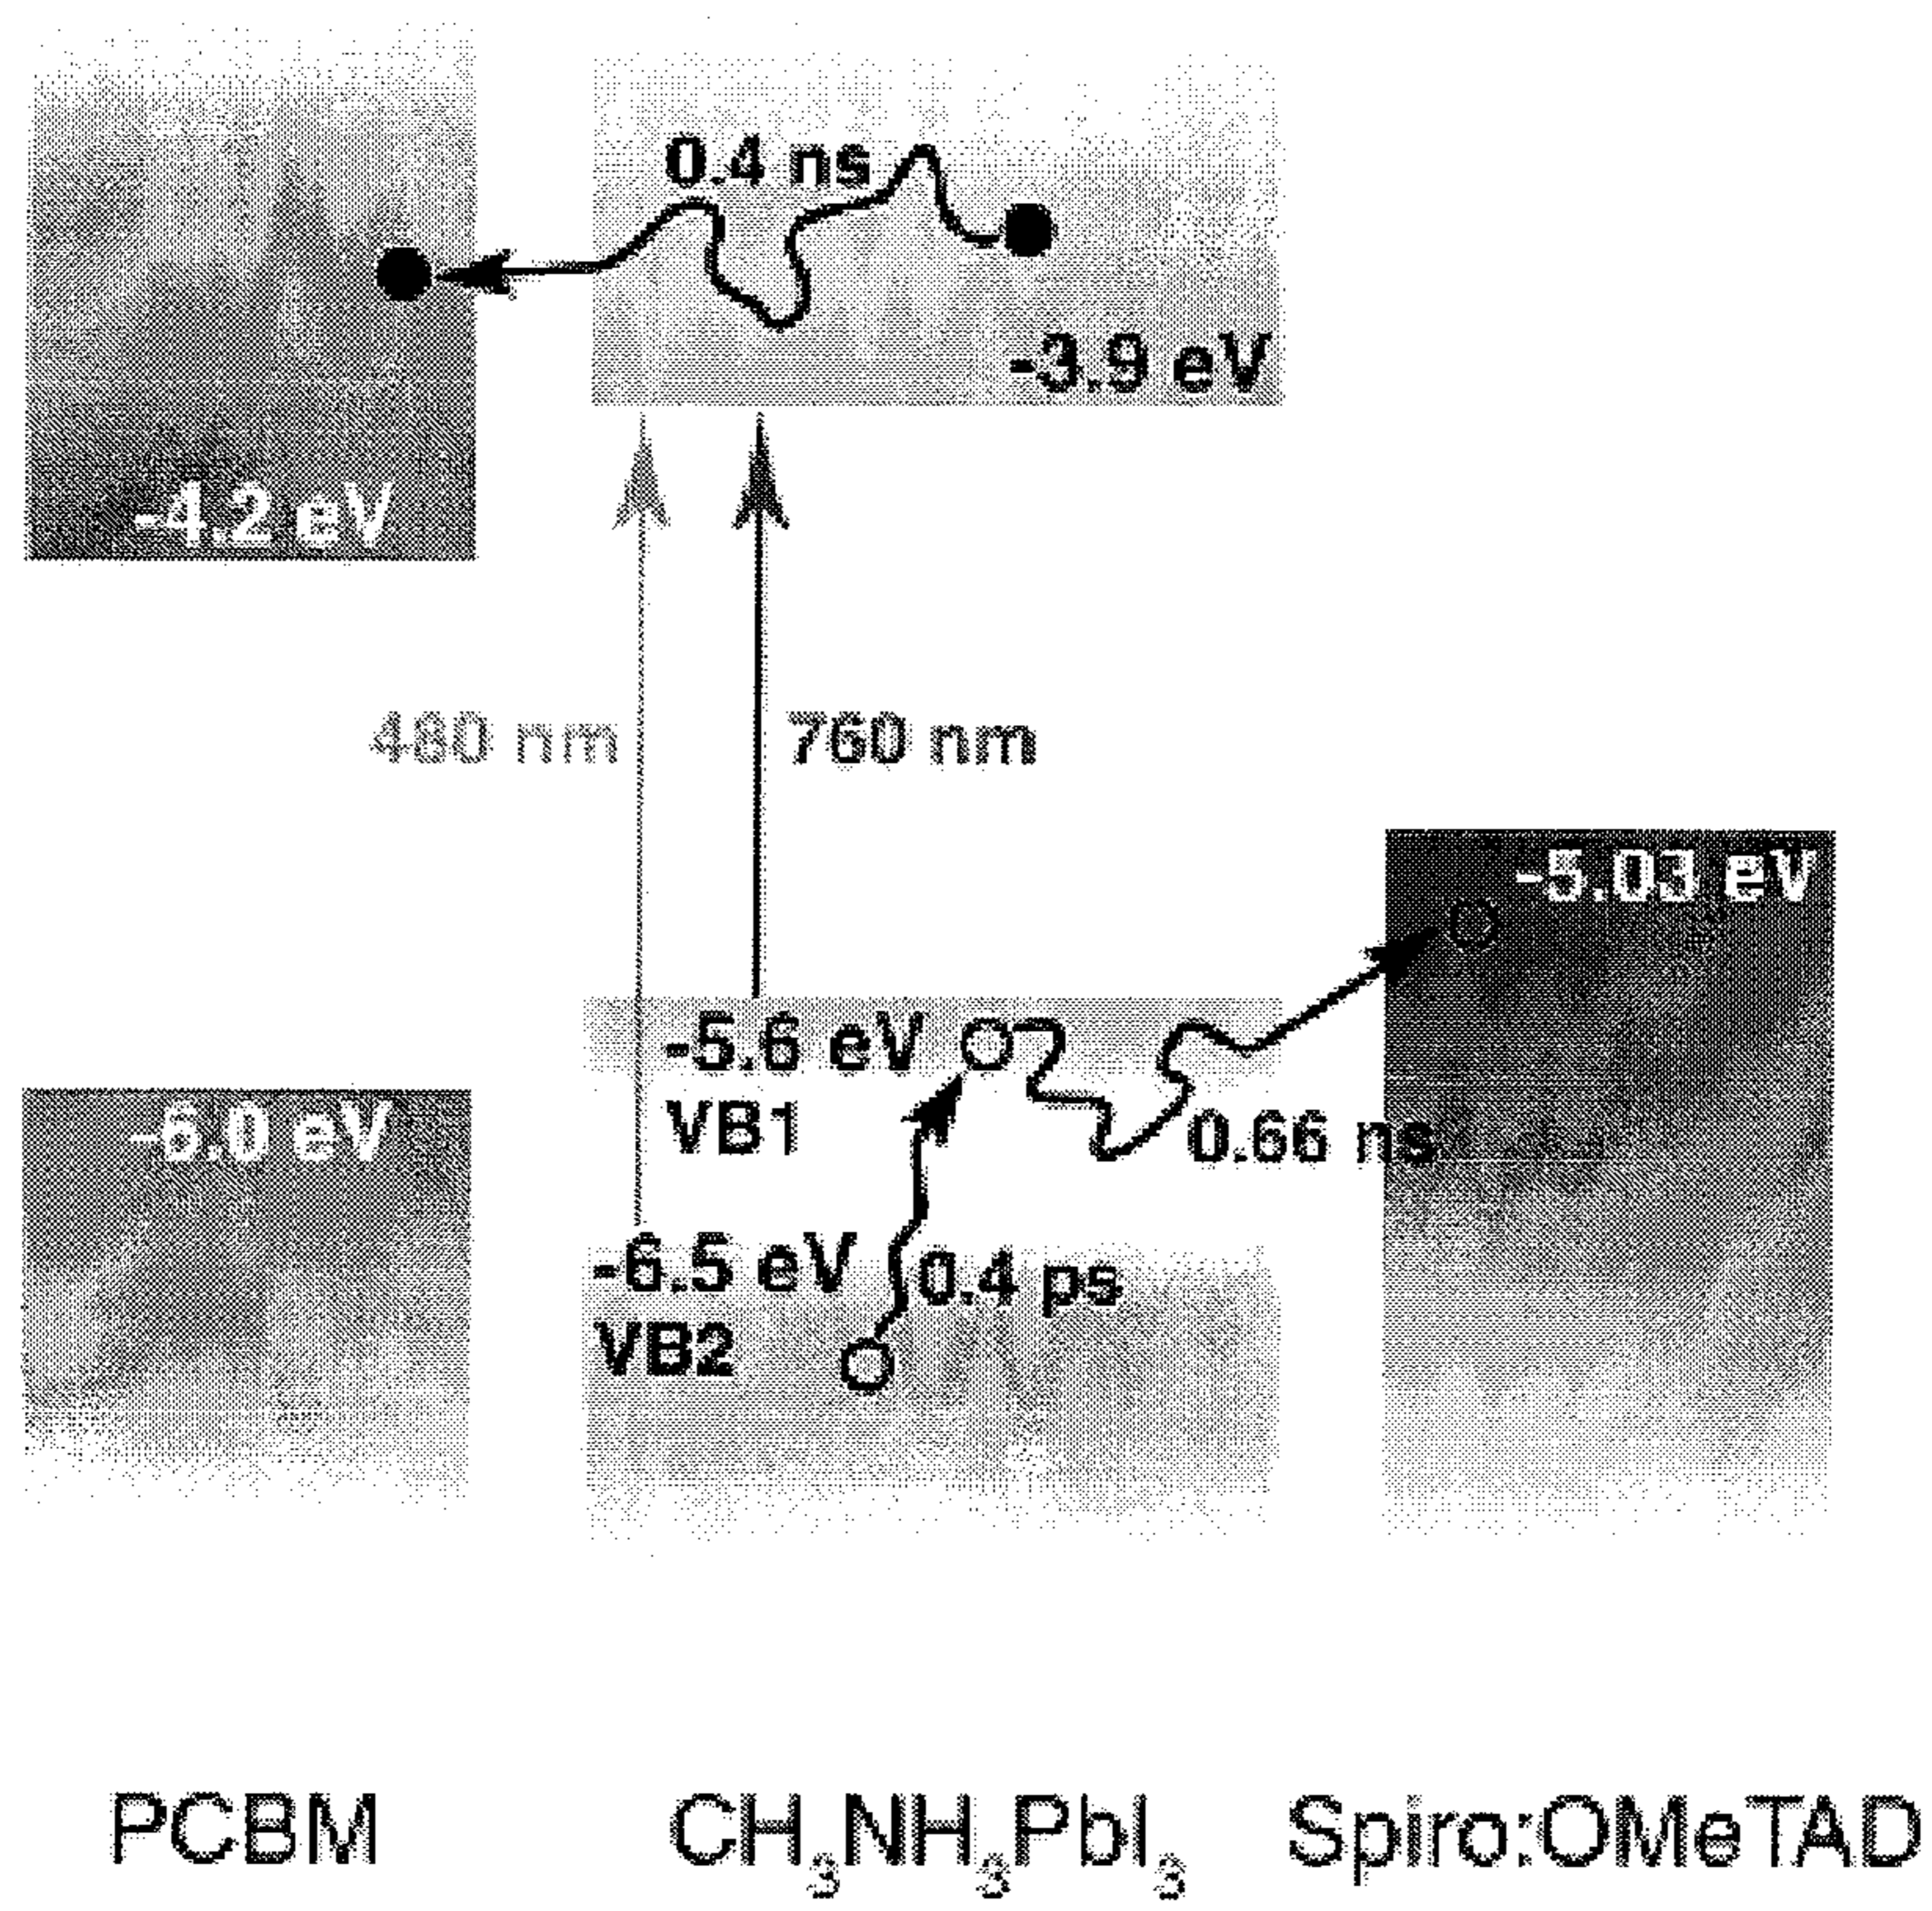 0.4 ns
-3.9 eV
-4.2 eV
480 nm
760 nm
-5.03 eV
-5.6 eV
VB1
-6.0 eV
0.66 ns
-6.5 eV
0.4 ps
VB2
PCBM
CH₃NH₃PbI₃
Spiro:OMeTAD